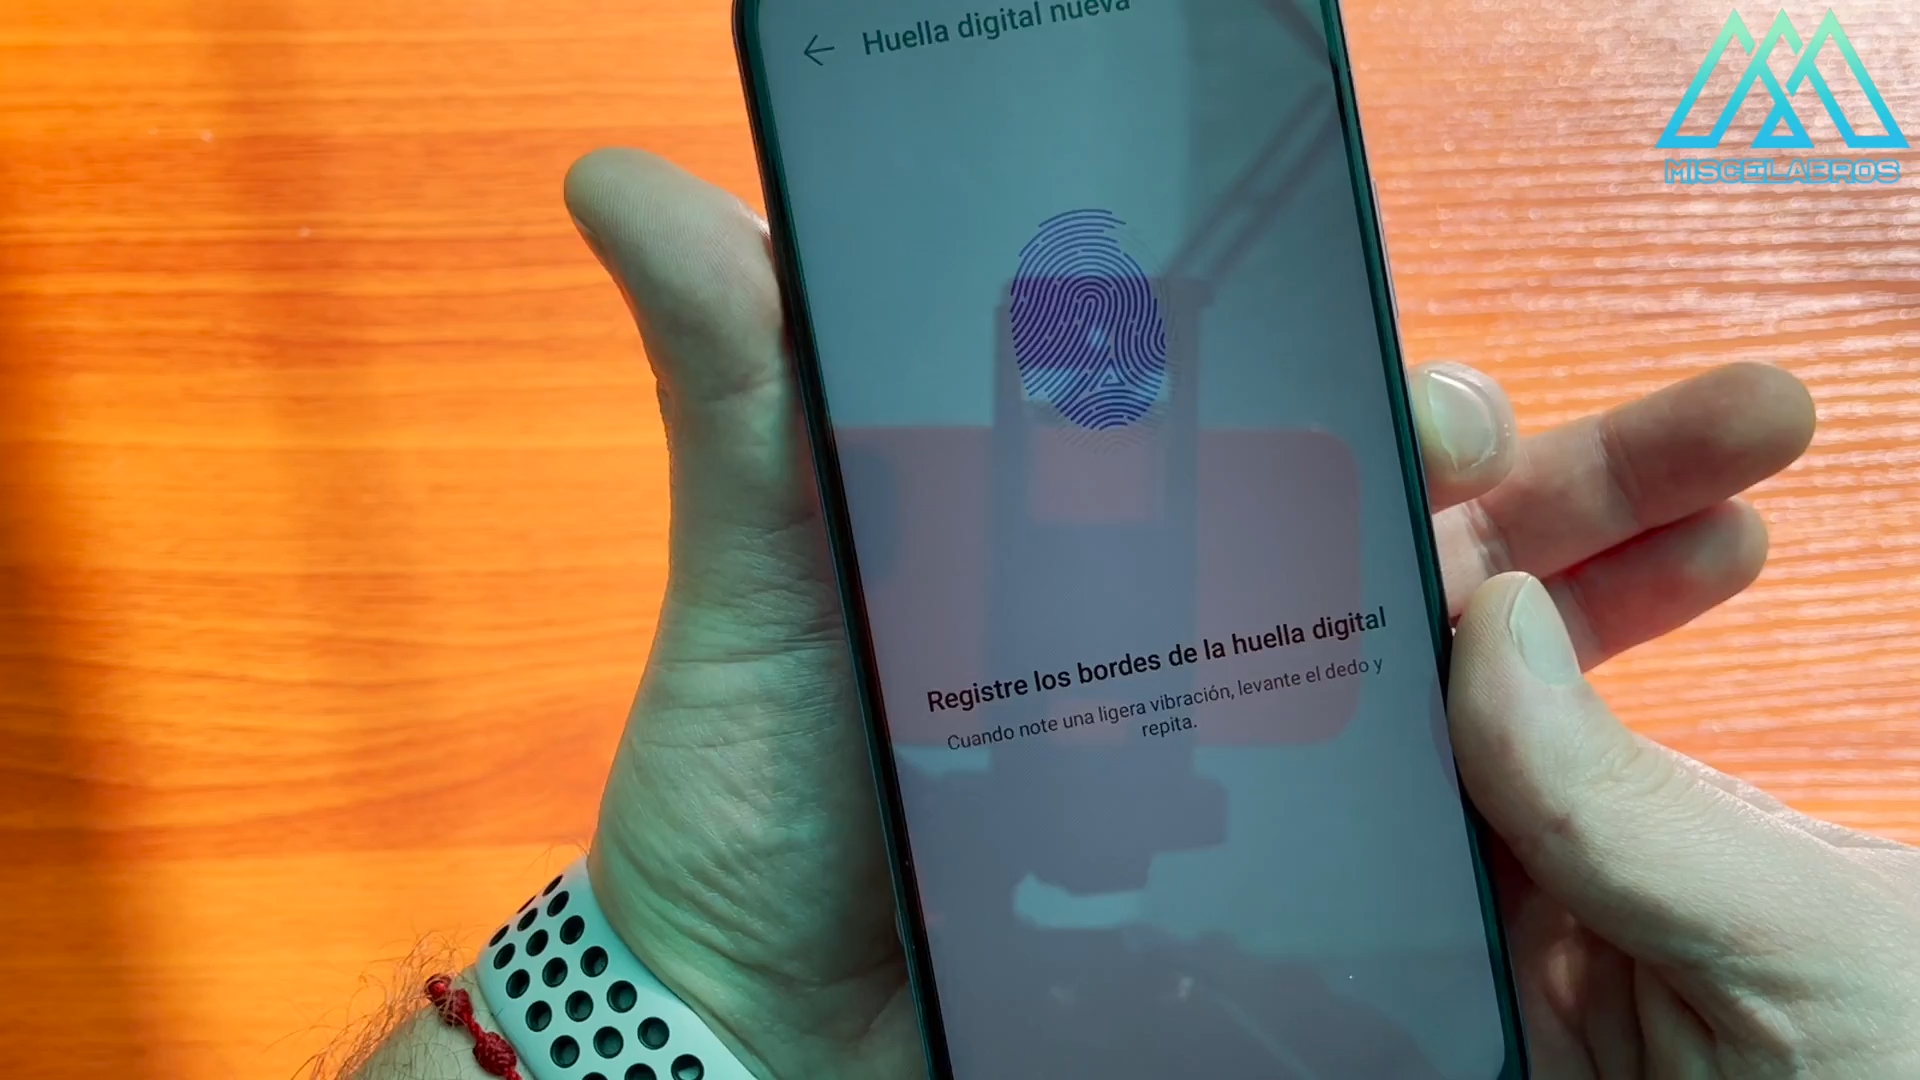 Huella digital nueva
MISCELABROS
Registre los bordes de la huella digital
Cuando note una ligera vibración, levante el dedo y
repita.